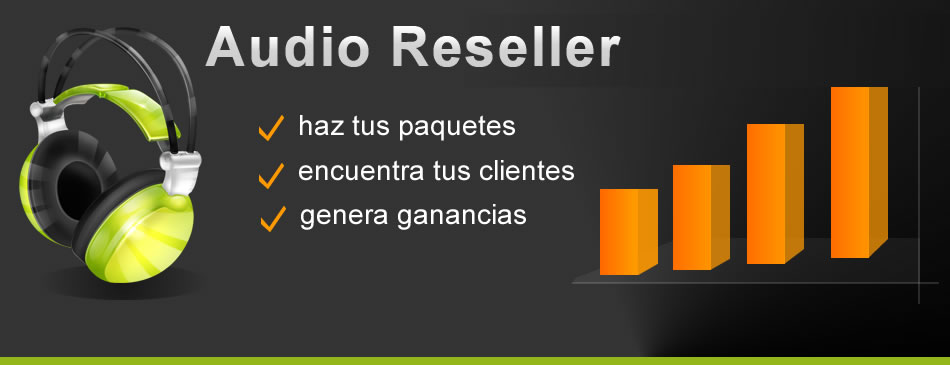 Audio Reseller
haz tus paquetes
encuentra tus clientes
genera ganancias